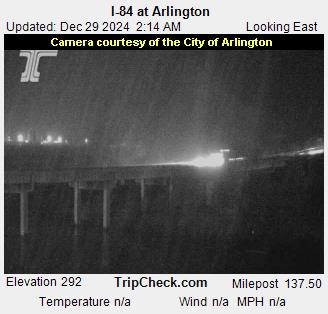 I-84 at Arlington
Updated: Dec 29 2024 2:14 AM Looking East
Camera courtesy of the City of Arlington
Elevation 292 TripCheck.com Milepost 137.50
Temperature n/a Wind n/a MPH n/a